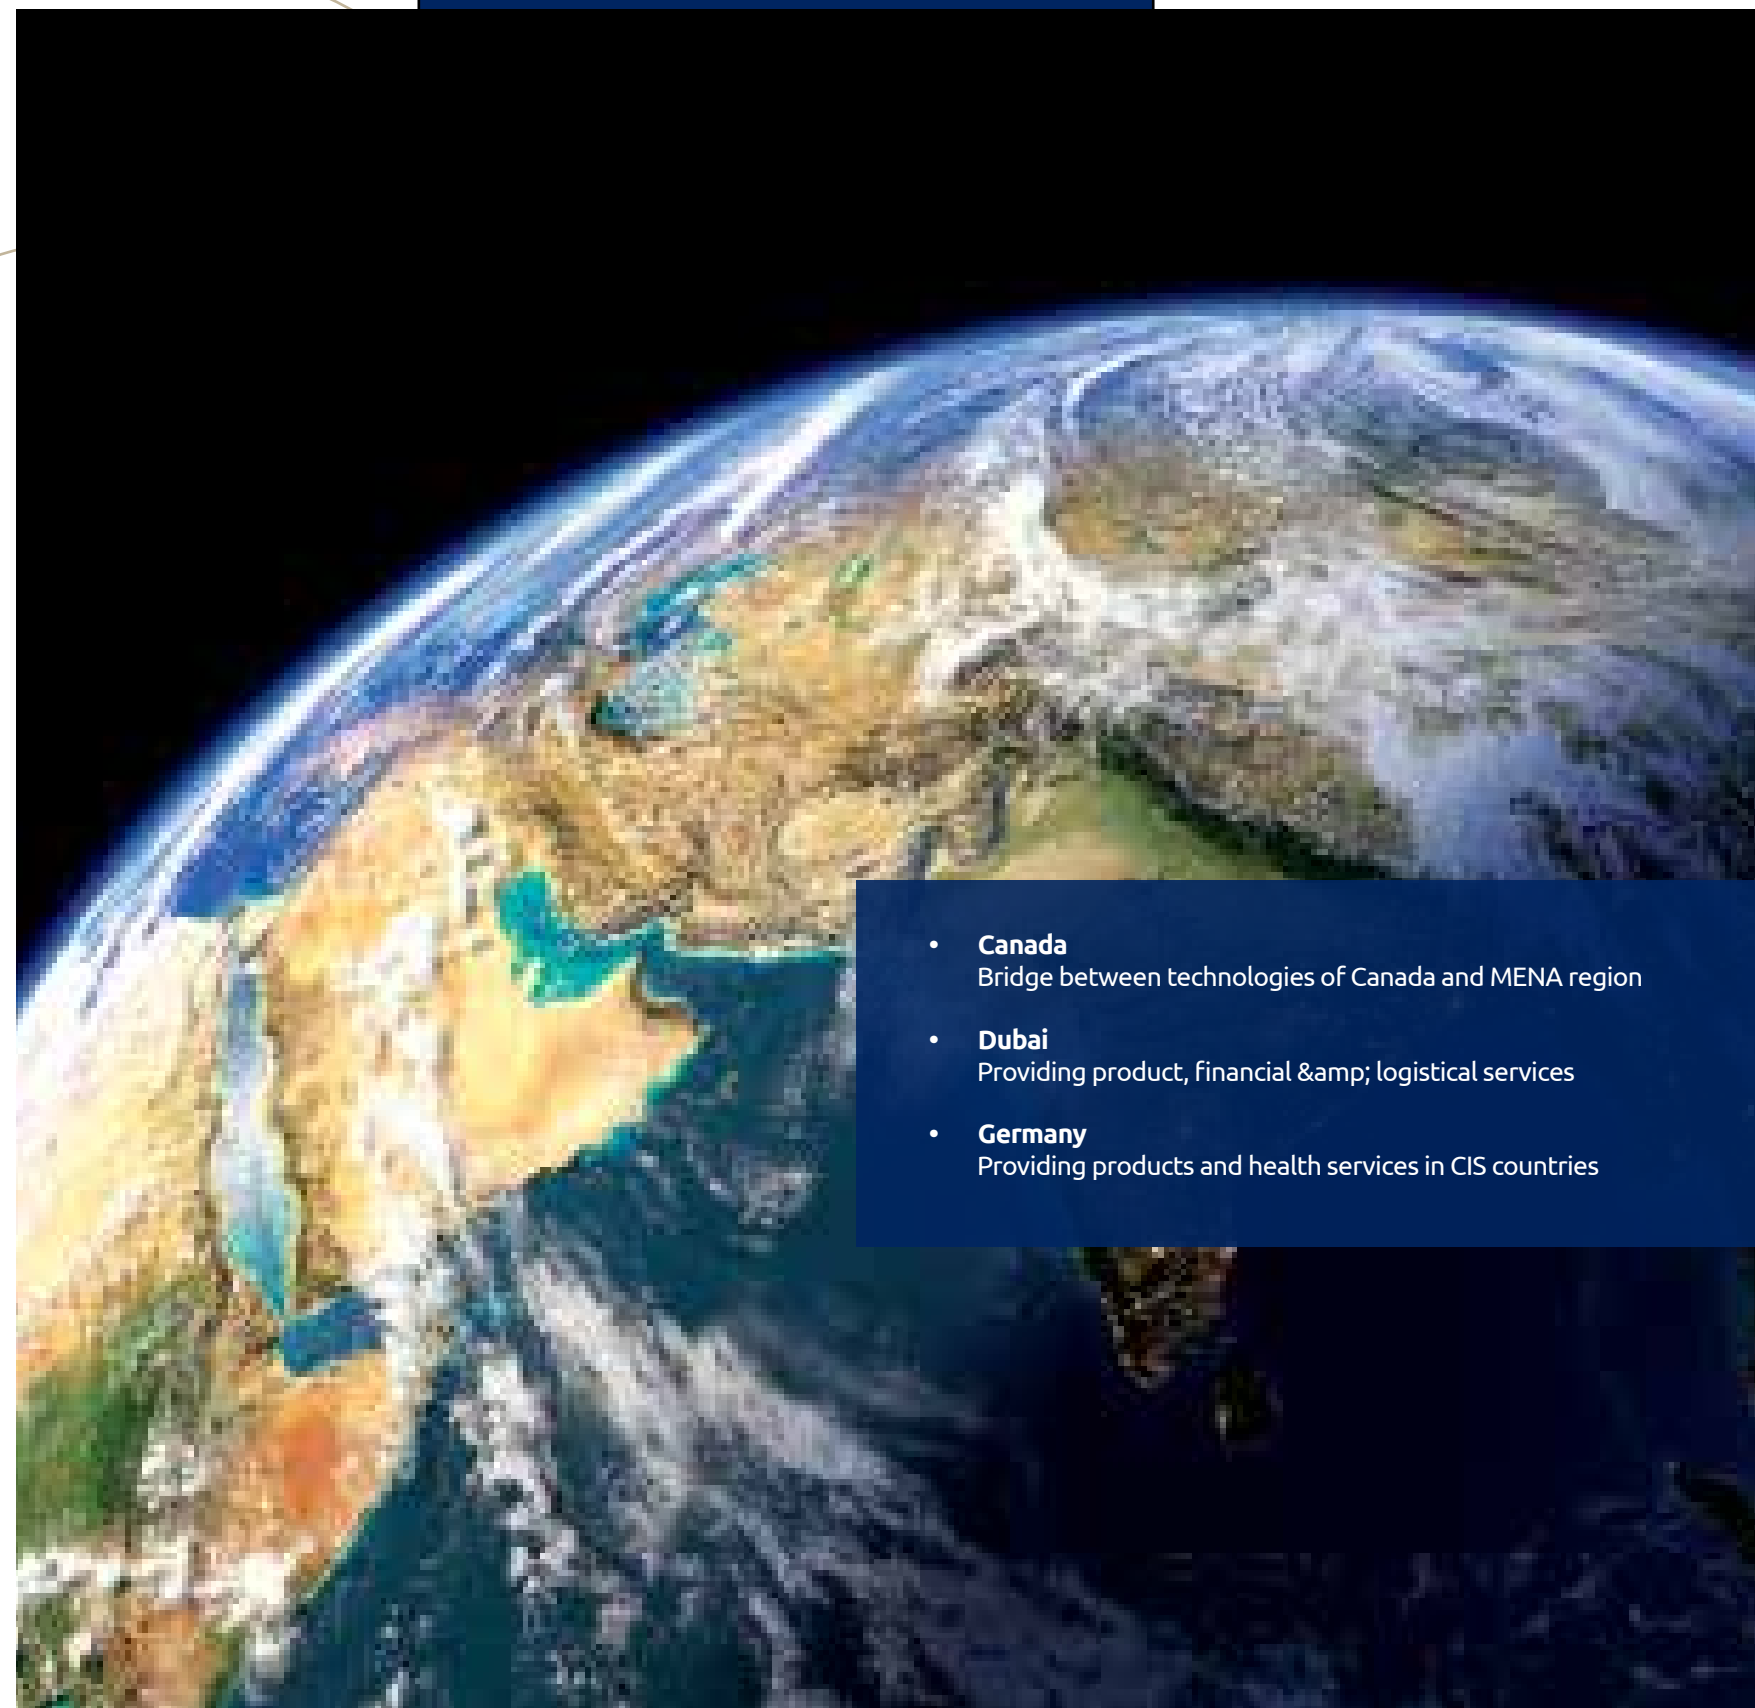 • Canada
Bridge between technologies of Canada and MENA region
• Dubai
Providing product, financial &amp; logistical services
• Germany
Providing products and health services in CIS countries